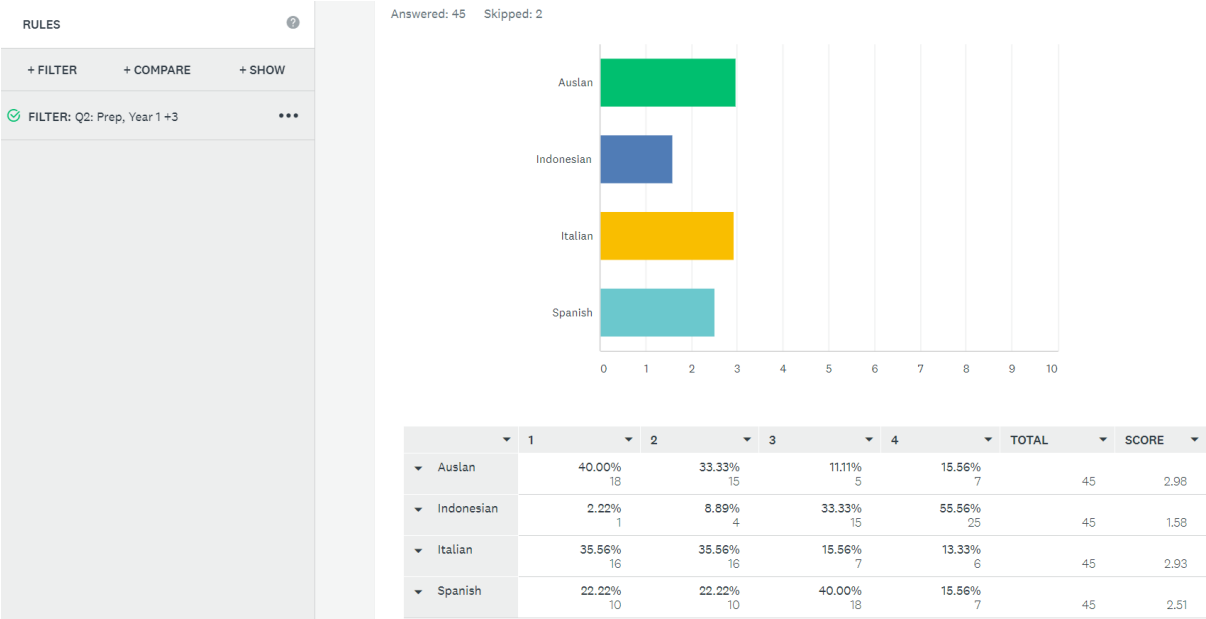 RULES ?
+ FILTER + COMPARE + SHOW
FILTER: Q2: Prep, Year 1 +3 •••
Answered: 45 Skipped: 2
Auslan
Indonesian
Italian
Spanish
0 1 2 3 4 5 6 7 8 9 10
1 2 3 4 TOTAL SCORE
Auslan 40.00% 33.33% 11.11% 15.56%
18 15 5 7 45 2.98
Indonesian 2.22% 8.89% 33.33% 55.56%
1 4 15 25 45 1.58
Italian 35.56% 35.56% 15.56% 13.33%
16 16 7 6 45 2.93
Spanish 22.22% 22.22% 40.00% 15.56%
10 10 18 7 45 2.51